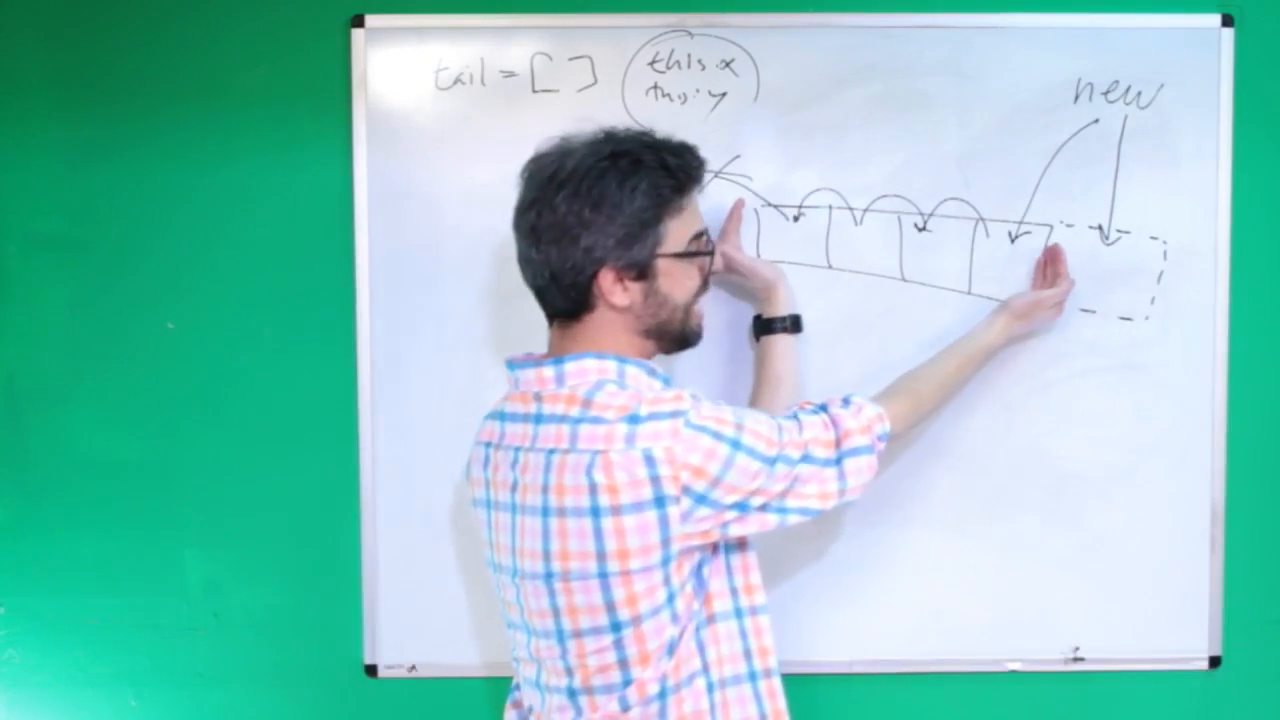 tail = [ ]
this.x
this.y
new